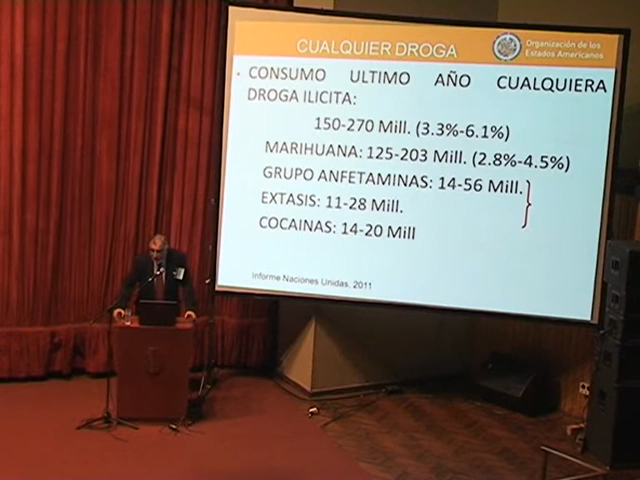 CUALQUIER DROGA
Organización de los
Estados Americanos
• CONSUMO ULTIMO AÑO CUALQUIERA
DROGA ILICITA:
150-270 Mill. (3.3%-6.1%)
MARIHUANA: 125-203 Mill. (2.8%-4.5%)
GRUPO ANFETAMINAS: 14-56 Mill.
EXTASIS: 11-28 Mill.
COCAINAS: 14-20 Mill
Informe Naciones Unidas, 2011